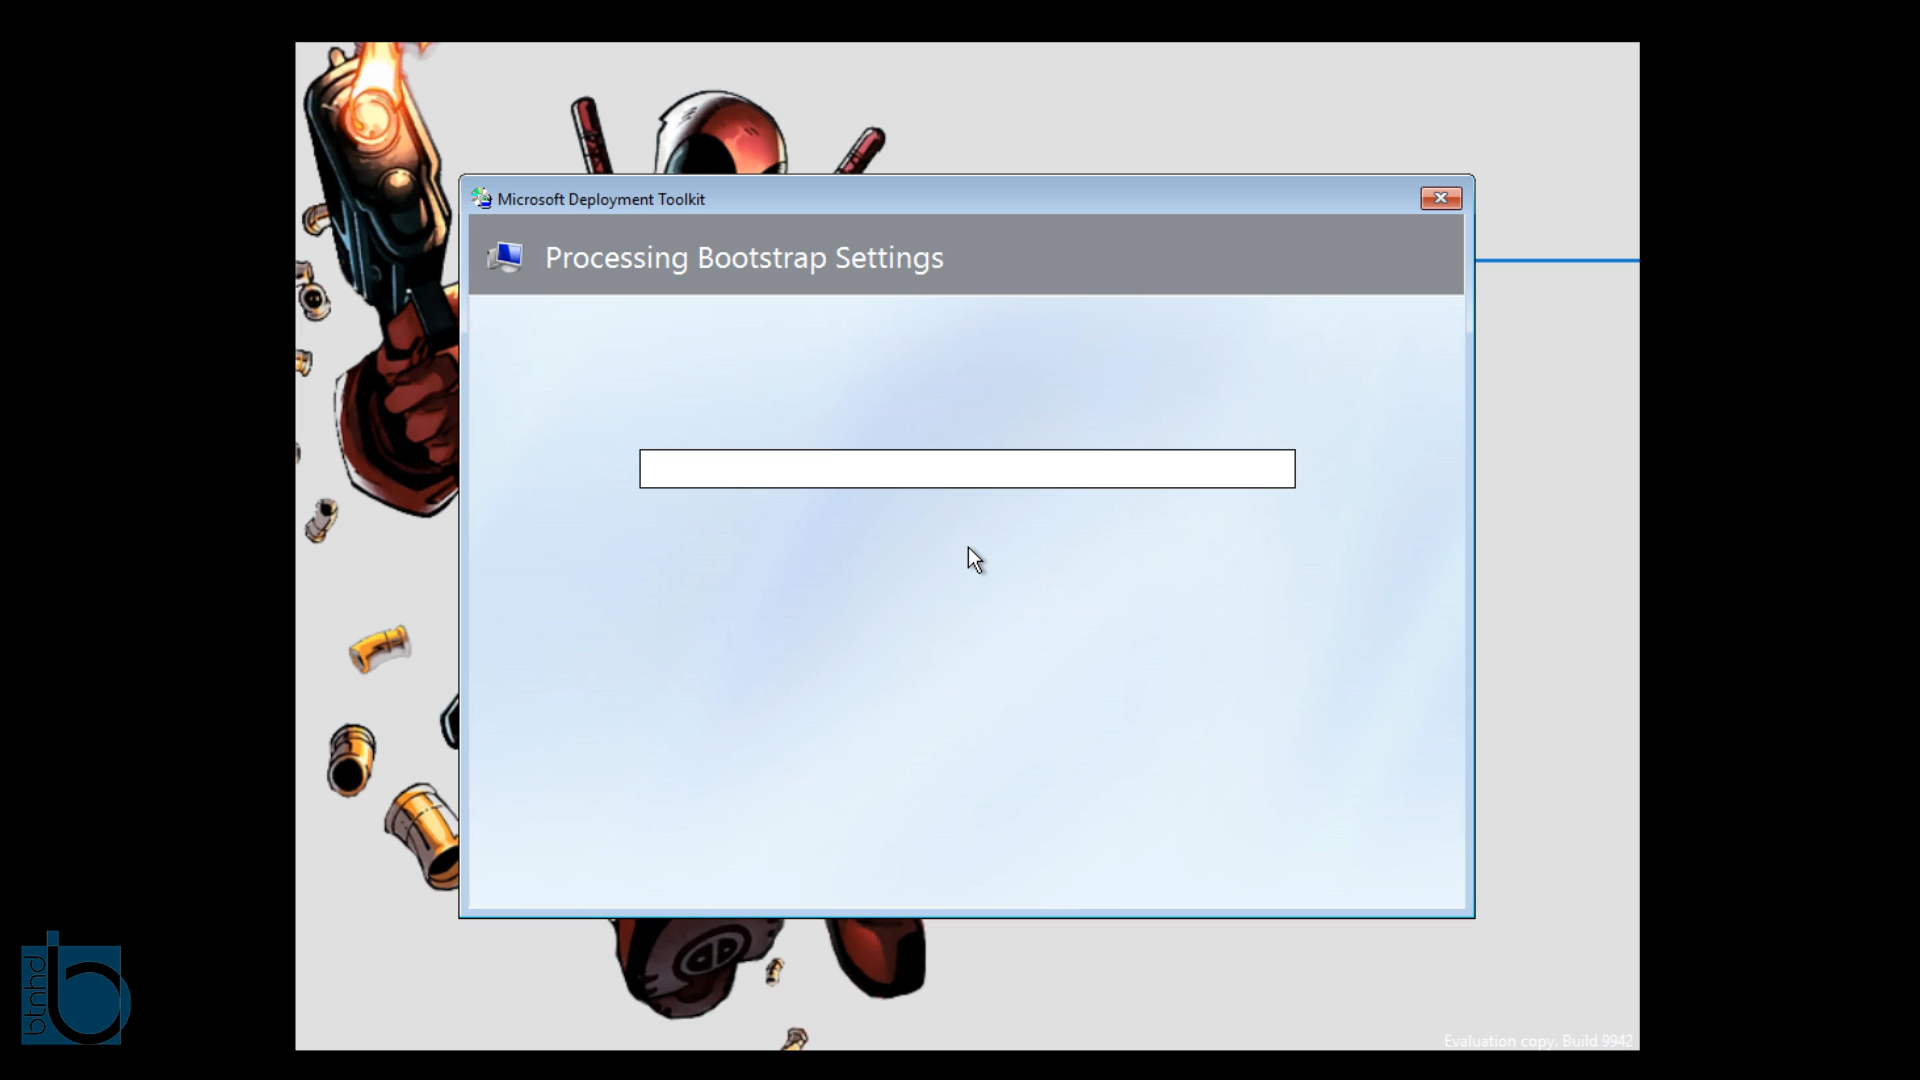 Microsoft Deployment Toolkit
Processing Bootstrap Settings
btnhd
Evaluation copy. Build 9942